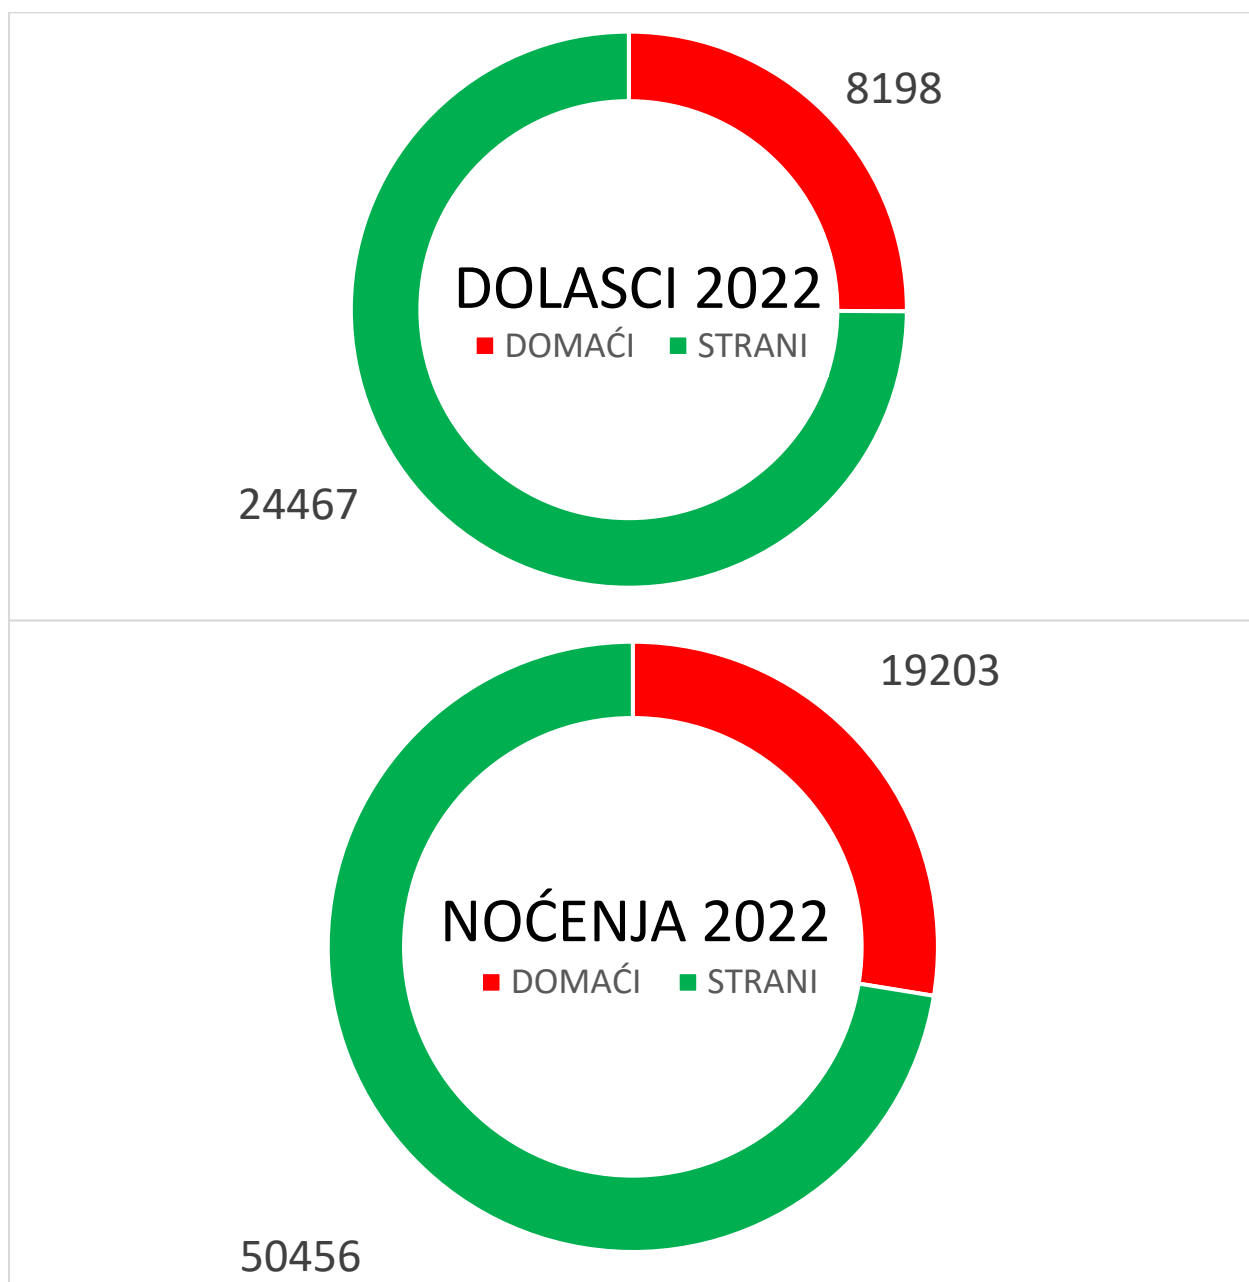 8198
DOLASCI 2022
DOMAĆI STRANI
24467
19203
NOĆENJA 2022
DOMAĆI STRANI
50456